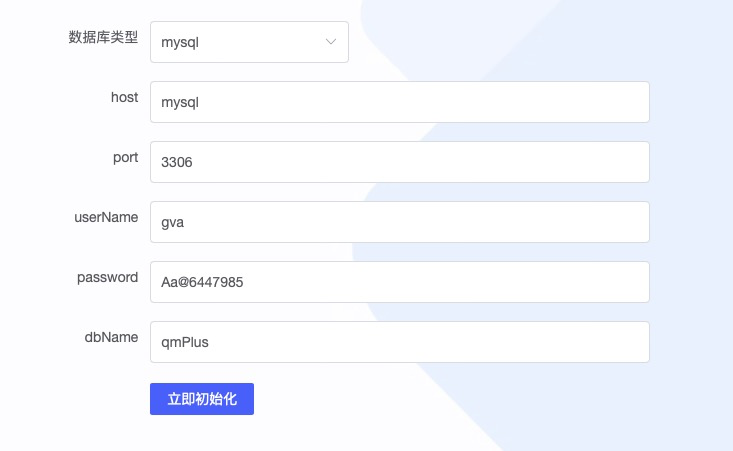 数据库类型 mysql
host mysql
port 3306
userName gva
password Aa@6447985
dbName qmPlus
立即初始化